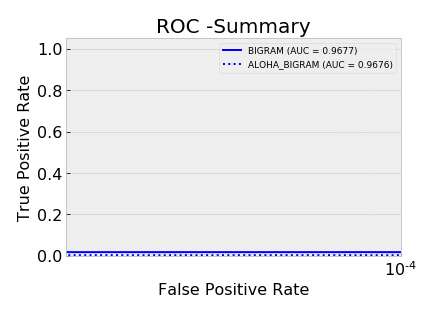 ROC -Summary
BIGRAM (AUC = 0.9677)
ALOHA_BIGRAM (AUC = 0.9676)
True Positive Rate
1.0
0.8
0.6
0.4
0.2
0.0
10⁻⁴
False Positive Rate